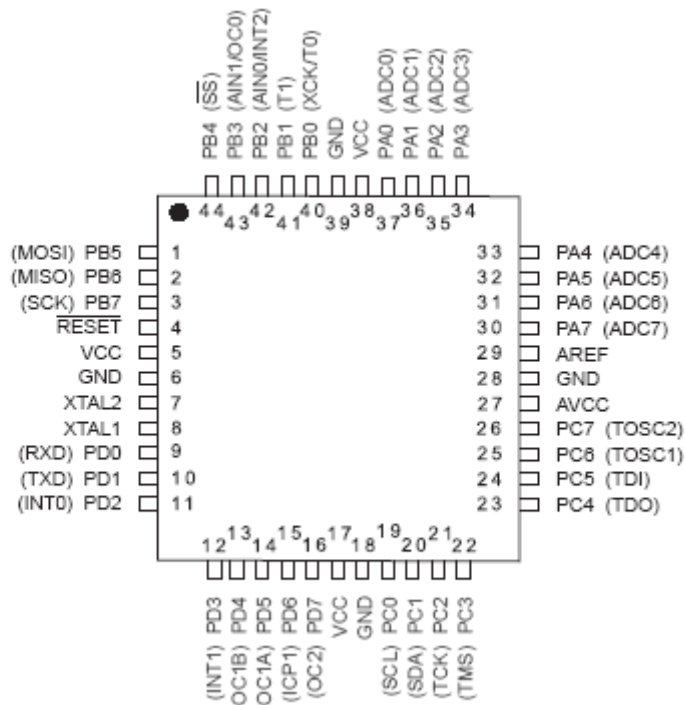 PB4 (SS)
PB3 (AIN1/OC0)
PB2 (AIN0/INT2)
PB1 (T1)
PB0 (XCK/T0)
GND
VCC
PA0 (ADC0)
PA1 (ADC1)
PA2 (ADC2)
PA3 (ADC3)
44 43 42 41 40 39 38 37 36 35 34
(MOSI) PB5 1
(MISO) PB6 2
(SCK) PB7 3
RESET 4
VCC 5
GND 6
XTAL2 7
XTAL1 8
(RXD) PD0 9
(TXD) PD1 10
(INT0) PD2 11
33 PA4 (ADC4)
32 PA5 (ADC5)
31 PA6 (ADC6)
30 PA7 (ADC7)
29 AREF
28 GND
27 AVCC
26 PC7 (TOSC2)
25 PC6 (TOSC1)
24 PC5 (TDI)
23 PC4 (TDO)
12 13 14 15 16 17 18 19 20 21 22
(INT1) PD3
OC1B) PD4
OC1A) PD5
(ICP1) PD6
(OC2) PD7
VCC
GND
(SCL) PC0
(SDA) PC1
(TCK) PC2
(TMS) PC3